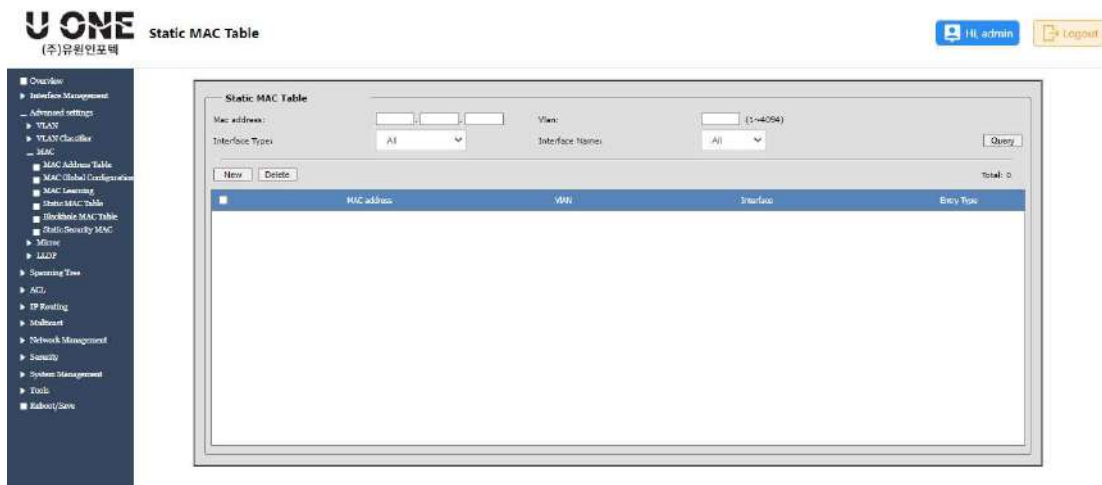 U ONE
(주)유원인포텍
Static MAC Table
Hi, admin
Logout
Overview
Interface Management
Advanced settings
VLAN
VLAN Classifier
MAC
MAC Address Table
MAC Global Configuration
MAC Learning
Static MAC Table
Blackhole MAC Table
Static Security MAC
Mirror
LLDP
Spanning Tree
ACL
IP Routing
Multicast
Network Management
Security
System Management
Tools
Reboot/Save
Static MAC Table
Mac address: . . Vlan: (1~4094)
Interface Type: All Interface Name: All Query
New Delete Total: 0
MAC address VLAN Interface Entry Type